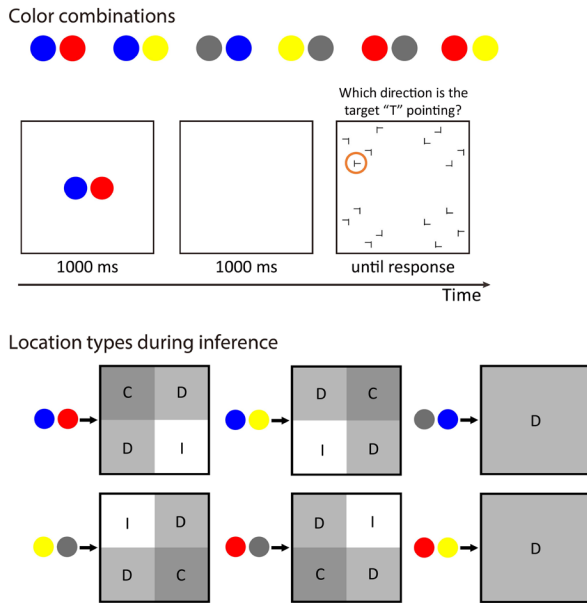 Color combinations
Which direction is the
target “T” pointing?
1000 ms
1000 ms
until response
Time
Location types during inference
C D
D I
D C
I D
D
I D
D C
D I
C D
D